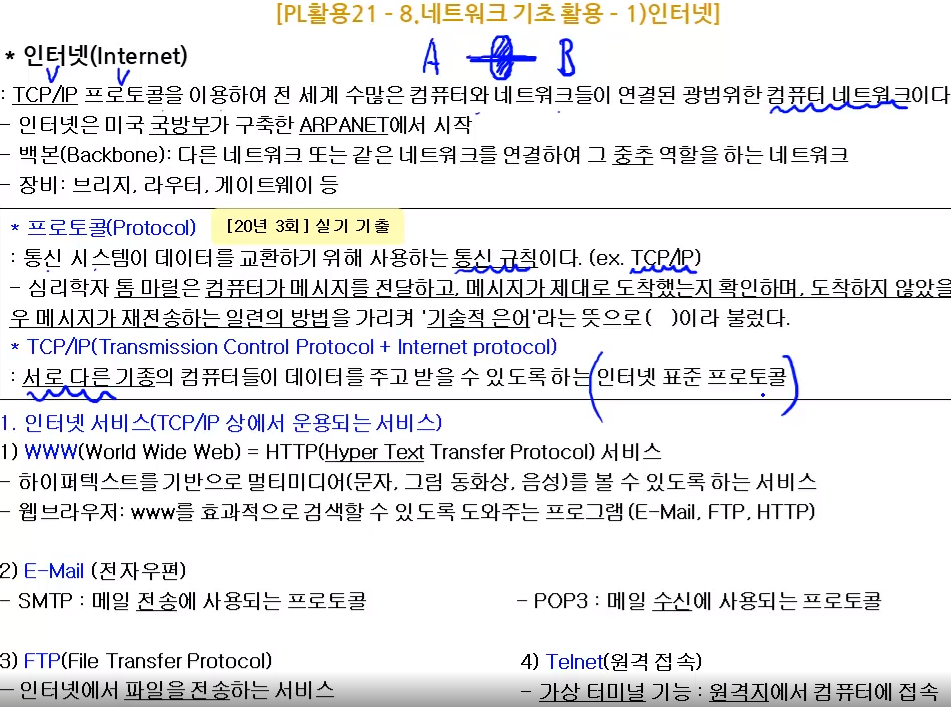 [PL활용21 - 8.네트워크 기초 활용 - 1)인터넷]
* 인터넷(Internet)
A B
: TCP/IP 프로토콜을 이용하여 전 세계 수많은 컴퓨터와 네트워크들이 연결된 광범위한 컴퓨터 네트워크이다
- 인터넷은 미국 국방부가 구축한 ARPANET에서 시작
- 백본(Backbone): 다른 네트워크 또는 같은 네트워크를 연결하여 그 중추 역할을 하는 네트워크
- 장비: 브리지, 라우터, 게이트웨이 등
* 프로토콜(Protocol) [20년 3회] 실기 기출
: 통신 시스템이 데이터를 교환하기 위해 사용하는 통신 규칙이다. (ex. TCP/IP)
- 심리학자 톰 마릴은 컴퓨터가 메시지를 전달하고, 메시지가 제대로 도착했는지 확인하며, 도착하지 않았을
우 메시지가 재전송하는 일련의 방법을 가리켜 '기술적 은어'라는 뜻으로( )이라 불렀다.
* TCP/IP(Transmission Control Protocol + Internet protocol)
: 서로 다른 기종의 컴퓨터들이 데이터를 주고 받을 수 있도록 하는 인터넷 표준 프로토콜
1. 인터넷 서비스(TCP/IP 상에서 운용되는 서비스)
1) WWW(World Wide Web) = HTTP(Hyper Text Transfer Protocol) 서비스
- 하이퍼텍스트를 기반으로 멀티미디어(문자, 그림 동화상, 음성)를 볼 수 있도록 하는 서비스
- 웹브라우저: www를 효과적으로 검색할 수 있도록 도와주는 프로그램 (E-Mail, FTP, HTTP)
2) E-Mail (전자우편)
- SMTP : 메일 전송에 사용되는 프로토콜 - POP3 : 메일 수신에 사용되는 프로토콜
3) FTP(File Transfer Protocol) 4) Telnet(원격 접속)
- 인터넷에서 파일을 전송하는 서비스 - 가상 터미널 기능 : 원격지에서 컴퓨터에 접속